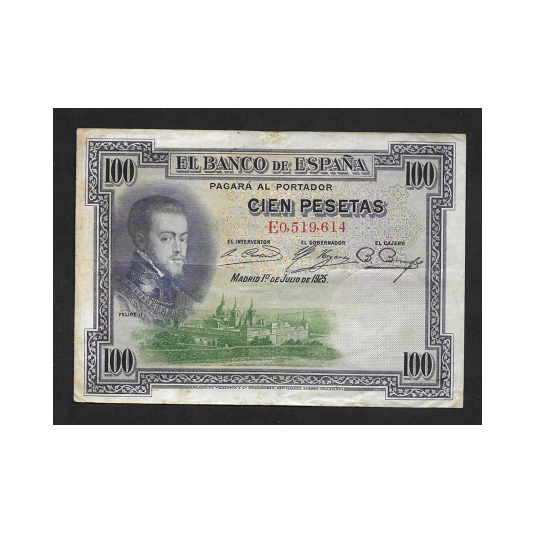 100 EL BANCO DE ESPAÑA 100
PAGARÁ AL PORTADOR
CIEN PESETAS
E0,519,614
EL INTERVENTOR EL GOBERNADOR EL CAJERO
MADRID 1º DE JULIO DE 1925.
FELIPE II
100 100